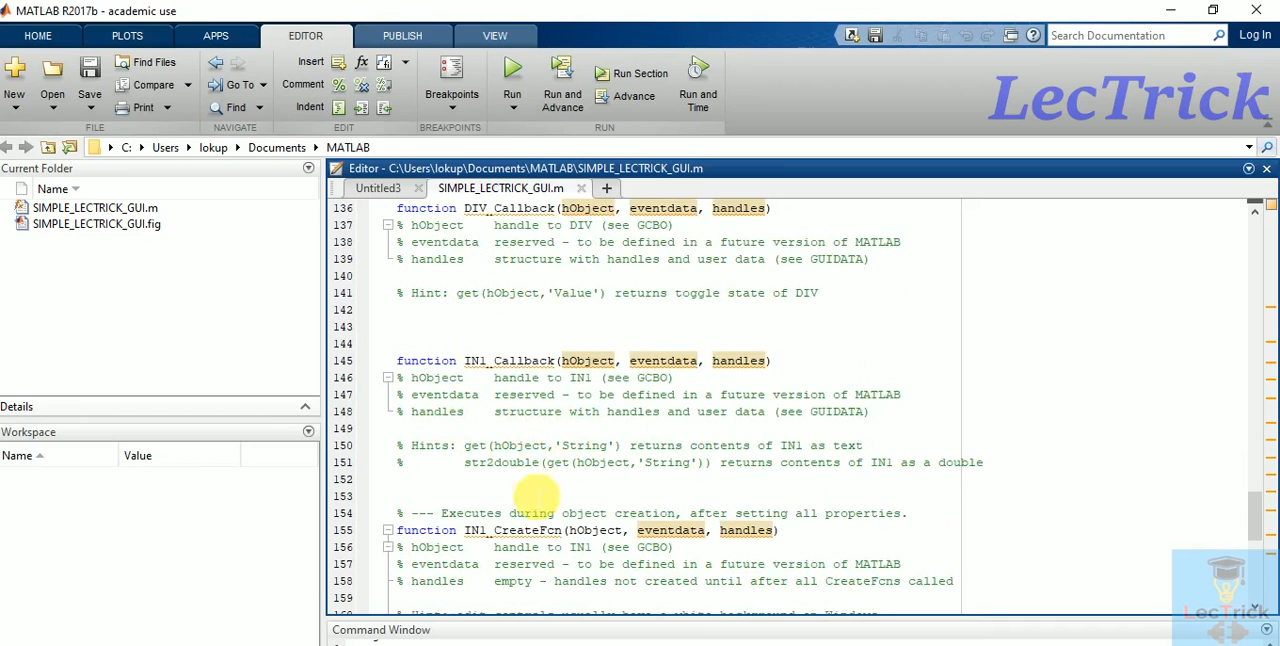 MATLAB R2017b - academic use
HOME PLOTS APPS EDITOR PUBLISH VIEW
Search Documentation Log In
New Open Save Find Files Compare Print Go To Find Insert Comment Indent fx Breakpoints Run Run and Advance Run Section Advance Run and Time
FILE NAVIGATE EDIT BREAKPOINTS RUN
LecTrick
C: Users lokup Documents MATLAB
Current Folder
Name
SIMPLE_LECTRICK_GUI.m
SIMPLE_LECTRICK_GUI.fig
Details
Workspace
Name Value
Editor - C:\Users\lokup\Documents\MATLAB\SIMPLE_LECTRICK_GUI.m
Untitled3 SIMPLE_LECTRICK_GUI.m
136 function DIV_Callback(hObject, eventdata, handles)
137 % hObject    handle to DIV (see GCBO)
138 % eventdata  reserved - to be defined in a future version of MATLAB
139 % handles    structure with handles and user data (see GUIDATA)
140
141 % Hint: get(hObject,'Value') returns toggle state of DIV
142
143
144
145 function IN1_Callback(hObject, eventdata, handles)
146 % hObject    handle to IN1 (see GCBO)
147 % eventdata  reserved - to be defined in a future version of MATLAB
148 % handles    structure with handles and user data (see GUIDATA)
149
150 % Hints: get(hObject,'String') returns contents of IN1 as text
151 %        str2double(get(hObject,'String')) returns contents of IN1 as a double
152
153
154 % --- Executes during object creation, after setting all properties.
155 function IN1_CreateFcn(hObject, eventdata, handles)
156 % hObject    handle to IN1 (see GCBO)
157 % eventdata  reserved - to be defined in a future version of MATLAB
158 % handles    empty - handles not created until after all CreateFcns called
159
Command Window
LecTrick